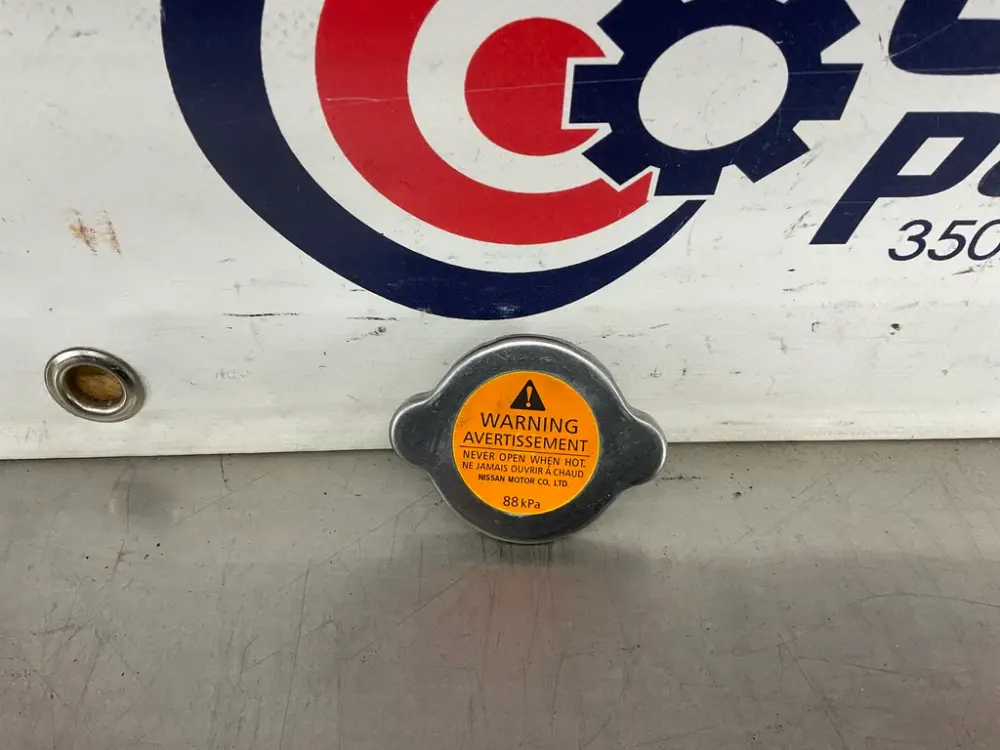 350
WARNING
AVERTISSEMENT
NEVER OPEN WHEN HOT.
NE JAMAIS OUVRIR À CHAUD
NISSAN MOTOR CO., LTD.
88 kPa